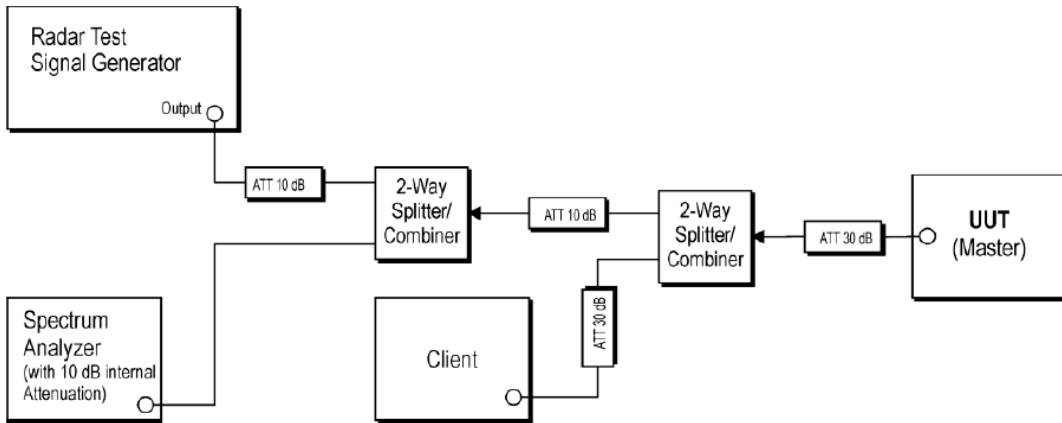 Radar Test
Signal Generator
Output
ATT 10 dB
2-Way
Splitter/
Combiner
ATT 10 dB
2-Way
Splitter/
Combiner
ATT 30 dB
UUT
(Master)
Spectrum
Analyzer
(with 10 dB internal
Attenuation)
Client
ATT 30 dB